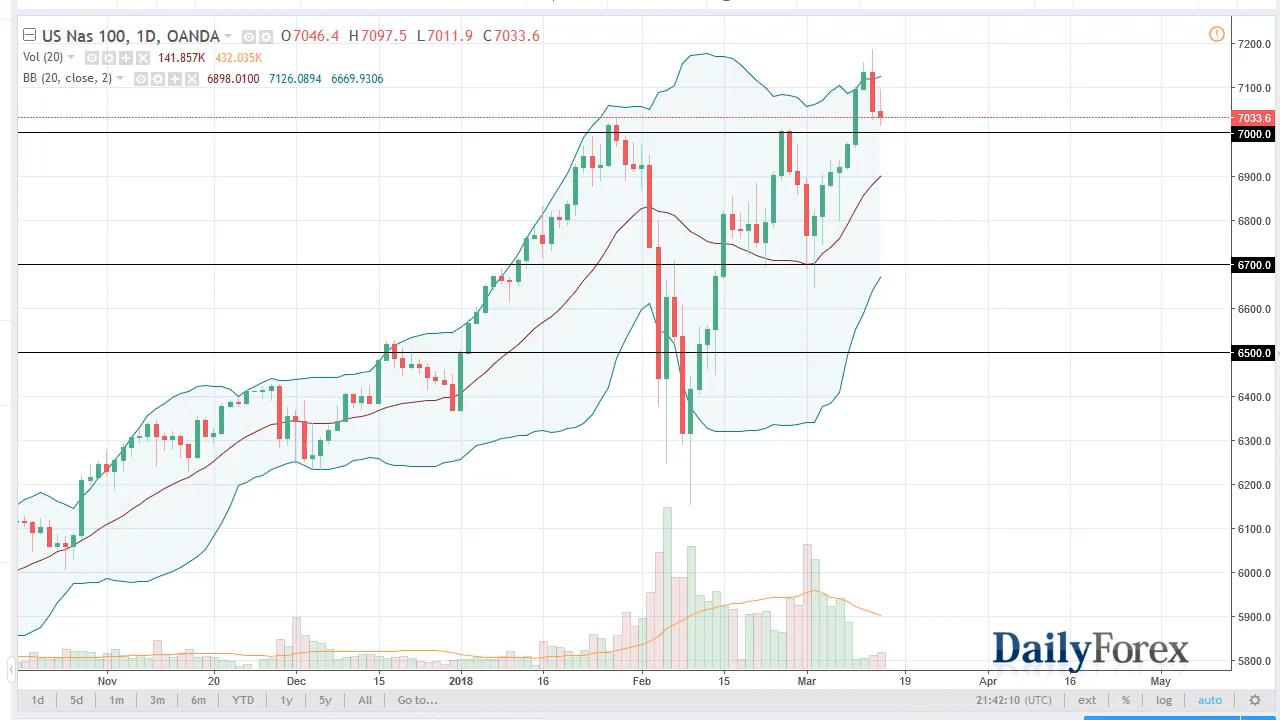 US Nas 100, 1D, OANDA O7046.4 H7097.5 L7011.9 C7033.6
Vol (20) 141.857K 432.035K
BB (20, close, 2) 6898.0100 7126.0894 6669.9306
7200.0
7100.0
7033.6
7000.0
6900.0
6800.0
6700.0
6600.0
6500.0
6400.0
6300.0
6200.0
6100.0
6000.0
5900.0
5800.0
DailyForex
Nov 20 Dec 15 2018 16 Feb 15 Mar 19 Apr 16 May
1d 5d 1m 3m 6m YTD 1y 5y All Go to... 21:42:10 (UTC) ext % log auto